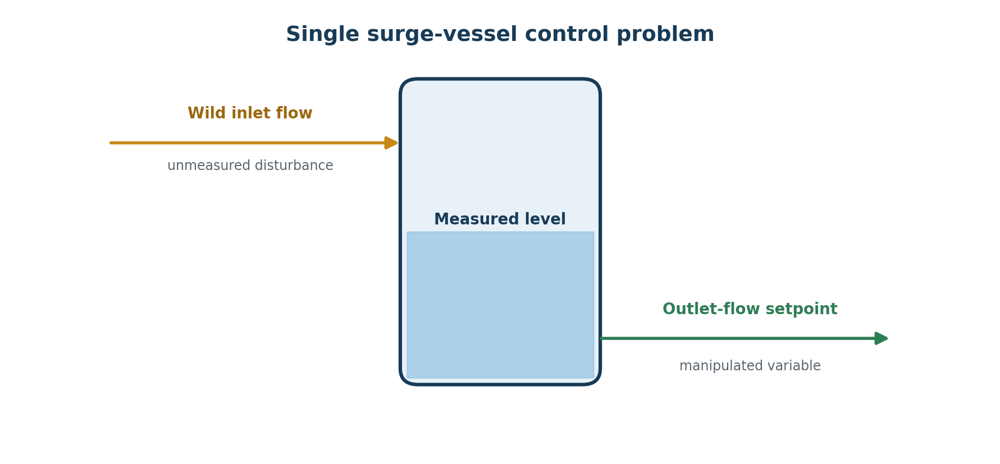 Single surge-vessel control problem
Wild inlet flow
unmeasured disturbance
Measured level
Outlet-flow setpoint
manipulated variable